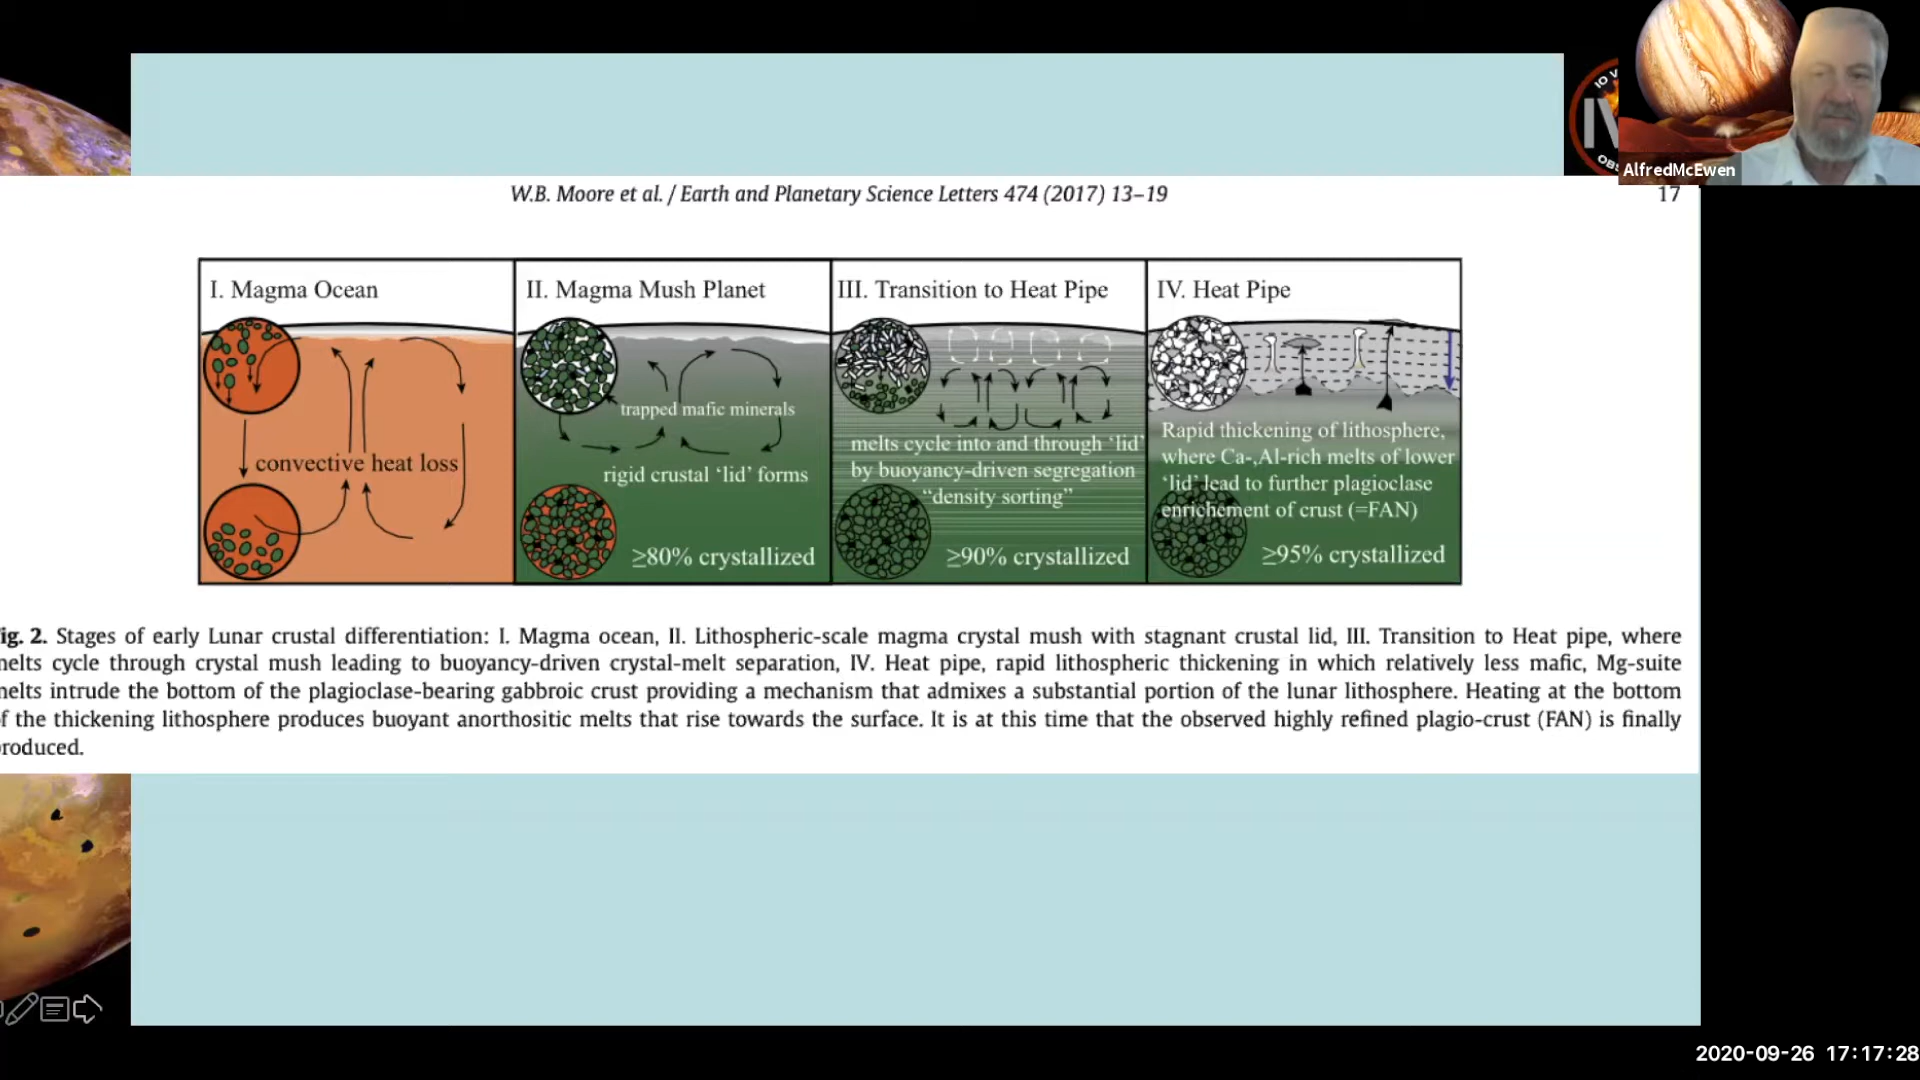 IO V
IV
OBS
AlfredMcEwen
W.B. Moore et al. / Earth and Planetary Science Letters 474 (2017) 13–19
17
I. Magma Ocean
convective heat loss
II. Magma Mush Planet
trapped mafic minerals
rigid crustal ‘lid’ forms
≥80% crystallized
III. Transition to Heat Pipe
melts cycle into and through ‘lid’
by buoyancy-driven segregation
“density sorting”
≥90% crystallized
IV. Heat Pipe
Rapid thickening of lithosphere,
where Ca-,Al-rich melts of lower
‘lid’ lead to further plagioclase
enrichement of crust (=FAN)
≥95% crystallized
ig. 2. Stages of early Lunar crustal differentiation: I. Magma ocean, II. Lithospheric-scale magma crystal mush with stagnant crustal lid, III. Transition to Heat pipe, where
nelts cycle through crystal mush leading to buoyancy-driven crystal-melt separation, IV. Heat pipe, rapid lithospheric thickening in which relatively less mafic, Mg-suite
nelts intrude the bottom of the plagioclase-bearing gabbroic crust providing a mechanism that admixes a substantial portion of the lunar lithosphere. Heating at the bottom
f the thickening lithosphere produces buoyant anorthositic melts that rise towards the surface. It is at this time that the observed highly refined plagio-crust (FAN) is finally
roduced.
2020-09-26 17:17:28